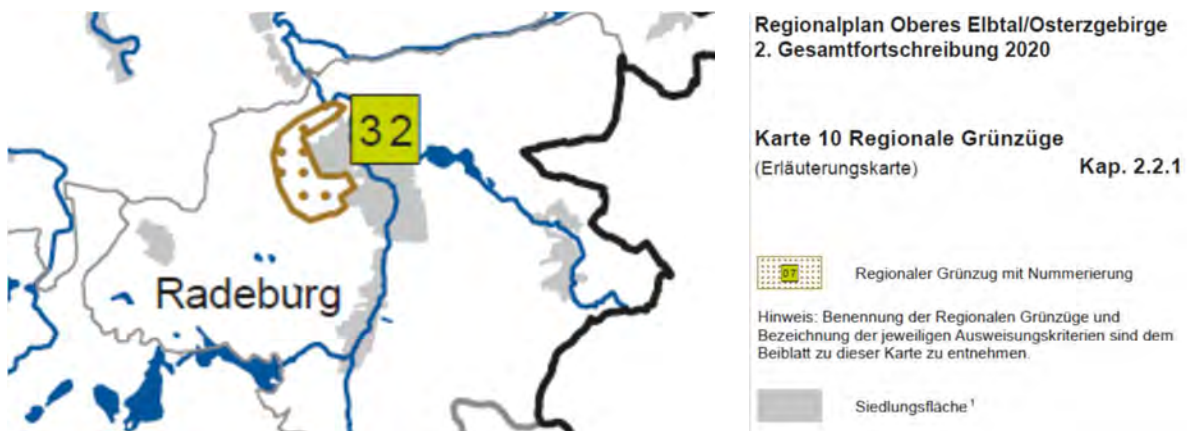 32
Radeburg
Regionalplan Oberes Elbtal/Osterzgebirge
2. Gesamtfortschreibung 2020
Karte 10 Regionale Grünzüge
(Erläuterungskarte) Kap. 2.2.1
07 Regionaler Grünzug mit Nummerierung
Hinweis: Benennung der Regionalen Grünzüge und
Bezeichnung der jeweiligen Ausweisungskriterien sind dem
Beiblatt zu dieser Karte zu entnehmen.
Siedlungsfläche¹